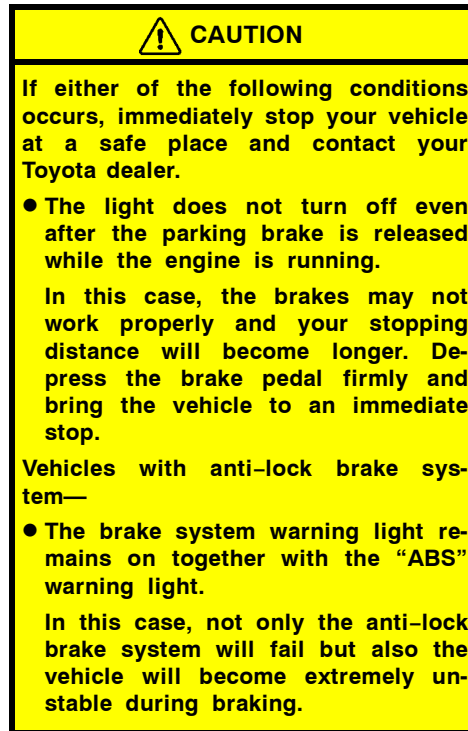 CAUTION
If either of the following conditions
occurs, immediately stop your vehicle
at a safe place and contact your
Toyota dealer.
● The light does not turn off even
after the parking brake is released
while the engine is running.
In this case, the brakes may not
work properly and your stopping
distance will become longer. De-
press the brake pedal firmly and
bring the vehicle to an immediate
stop.
Vehicles with anti−lock brake sys-
tem—
● The brake system warning light re-
mains on together with the “ABS”
warning light.
In this case, not only the anti−lock
brake system will fail but also the
vehicle will become extremely un-
stable during braking.